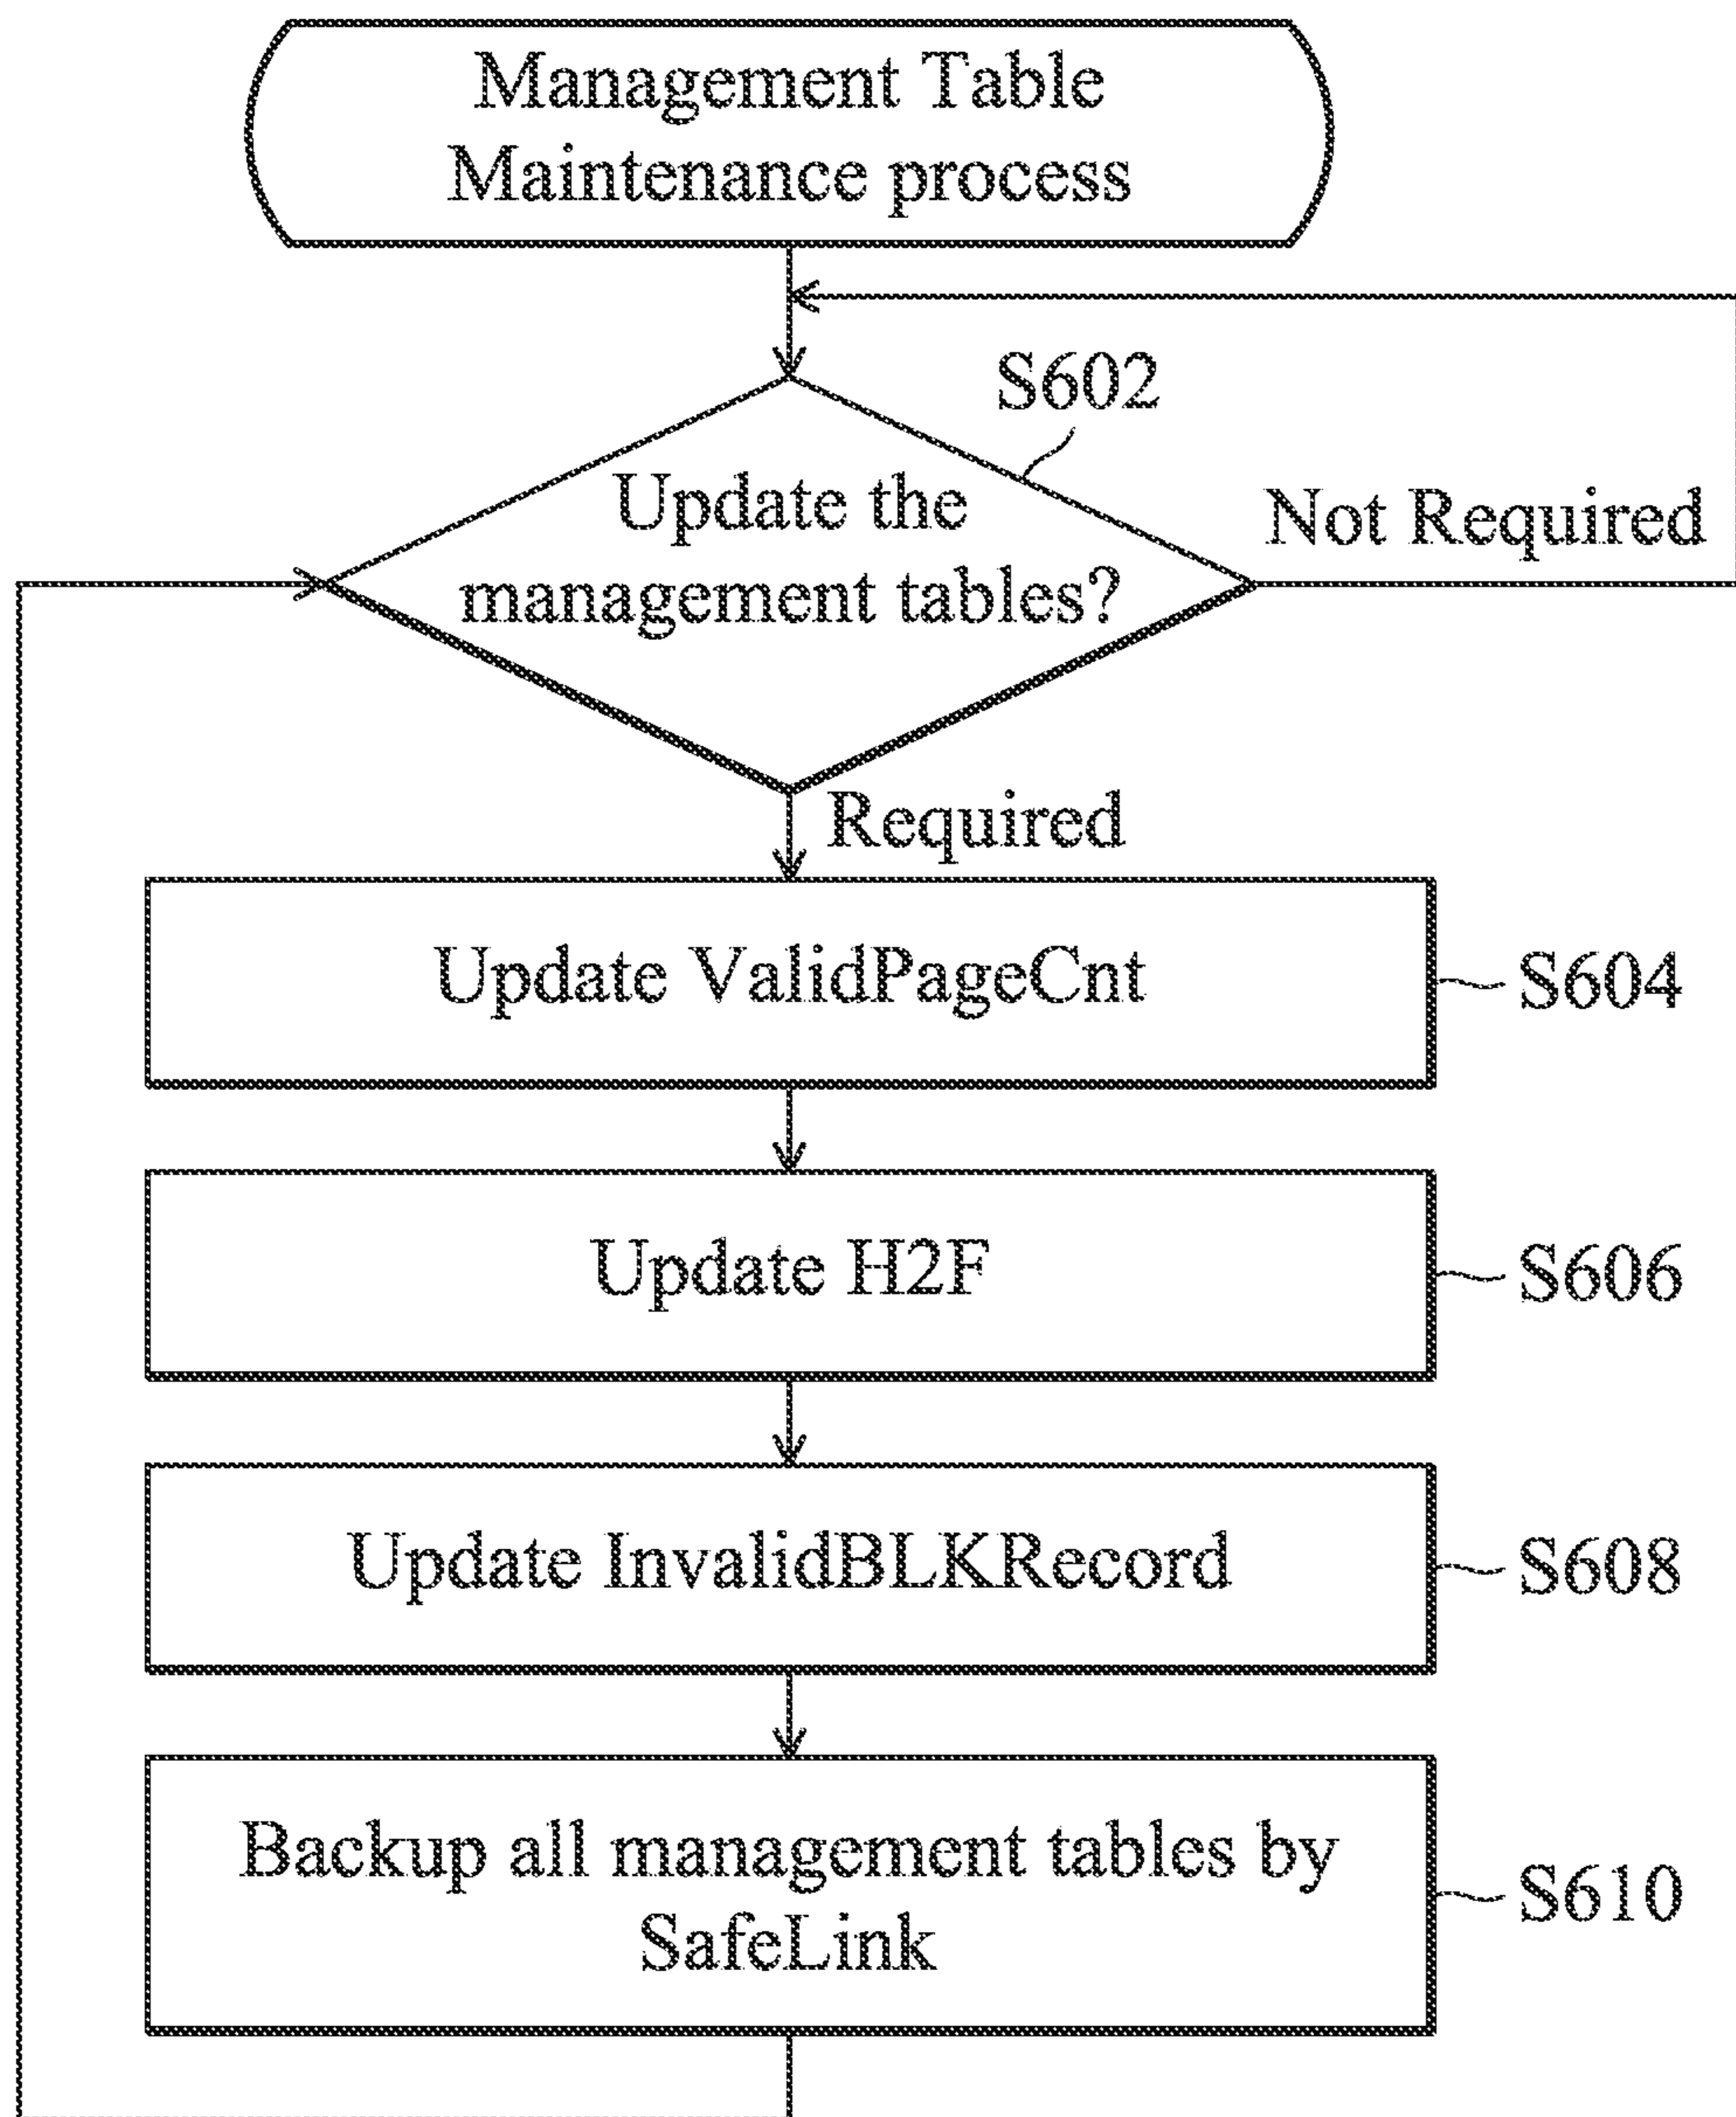 Management Table
Maintenance process
S602
Update the
management tables?
Not Required
Required
Update ValidPageCnt
S604
Update H2F
S606
Update InvalidBLKRecord
S608
Backup all management tables by
SafeLink
S610